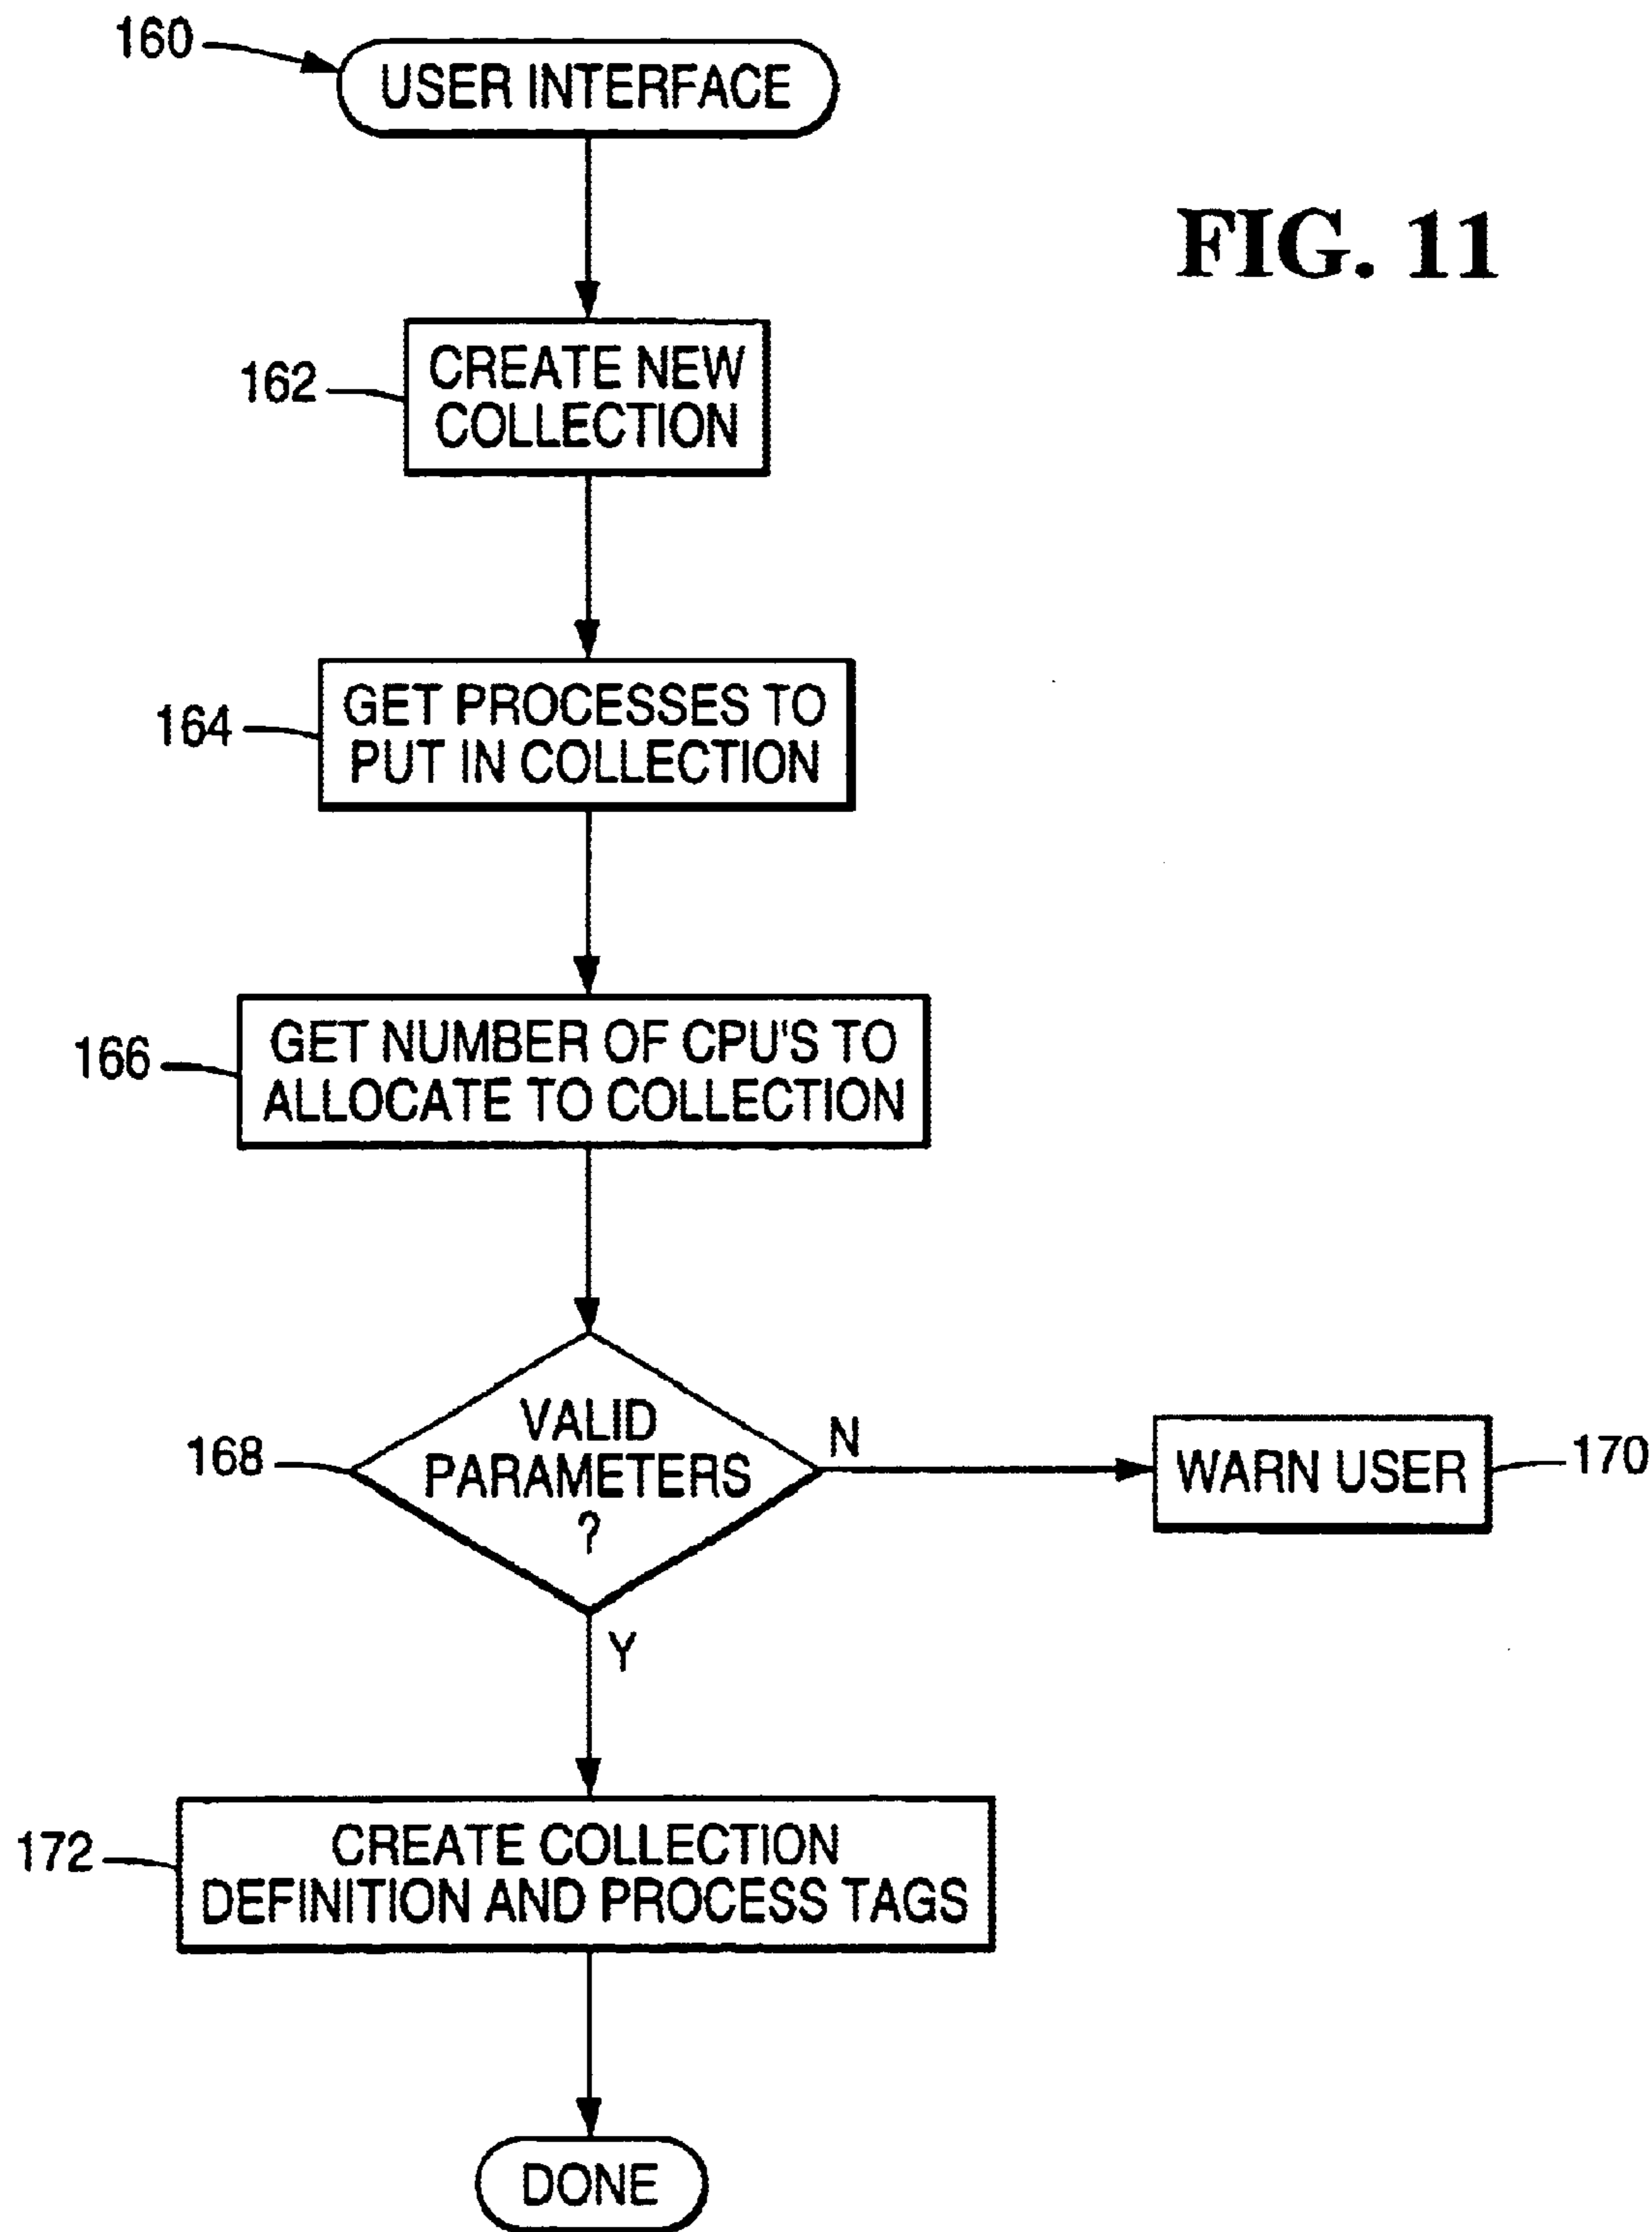 160
USER INTERFACE
FIG. 11
162
CREATE NEW
COLLECTION
164
GET PROCESSES TO
PUT IN COLLECTION
166
GET NUMBER OF CPU'S TO
ALLOCATE TO COLLECTION
168
VALID
PARAMETERS
?
N
WARN USER
170
Y
172
CREATE COLLECTION
DEFINITION AND PROCESS TAGS
DONE